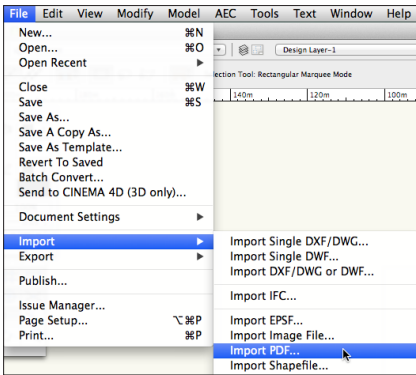 File Edit View Modify Model AEC Tools Text Window Help
New... ⌘N
Open... ⌘O
Open Recent ▶
Design Layer-1
lection Tool: Rectangular Marquee Mode
140m 120m 100m
Close ⌘W
Save ⌘S
Save As...
Save A Copy As...
Save As Template...
Revert To Saved
Batch Convert...
Send to CINEMA 4D (3D only)...
Document Settings ▶
Import ▶
Export ▶
Publish...
Issue Manager...
Page Setup... ⌥⌘P
Print... ⌘P
Import Single DXF/DWG...
Import Single DWF...
Import DXF/DWG or DWF...
Import IFC...
Import EPSF...
Import Image File...
Import PDF...
Import Shapefile...